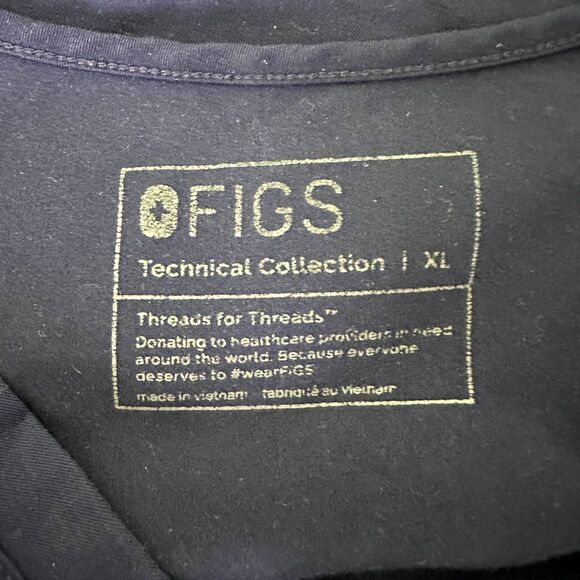 FIGS
Technical Collection | XL
Threads for Threads™
Donating to healthcare providers in need
around the world. Because everyone
deserves to #wearFIGS
made in vietnam fabriqué au Vietnam